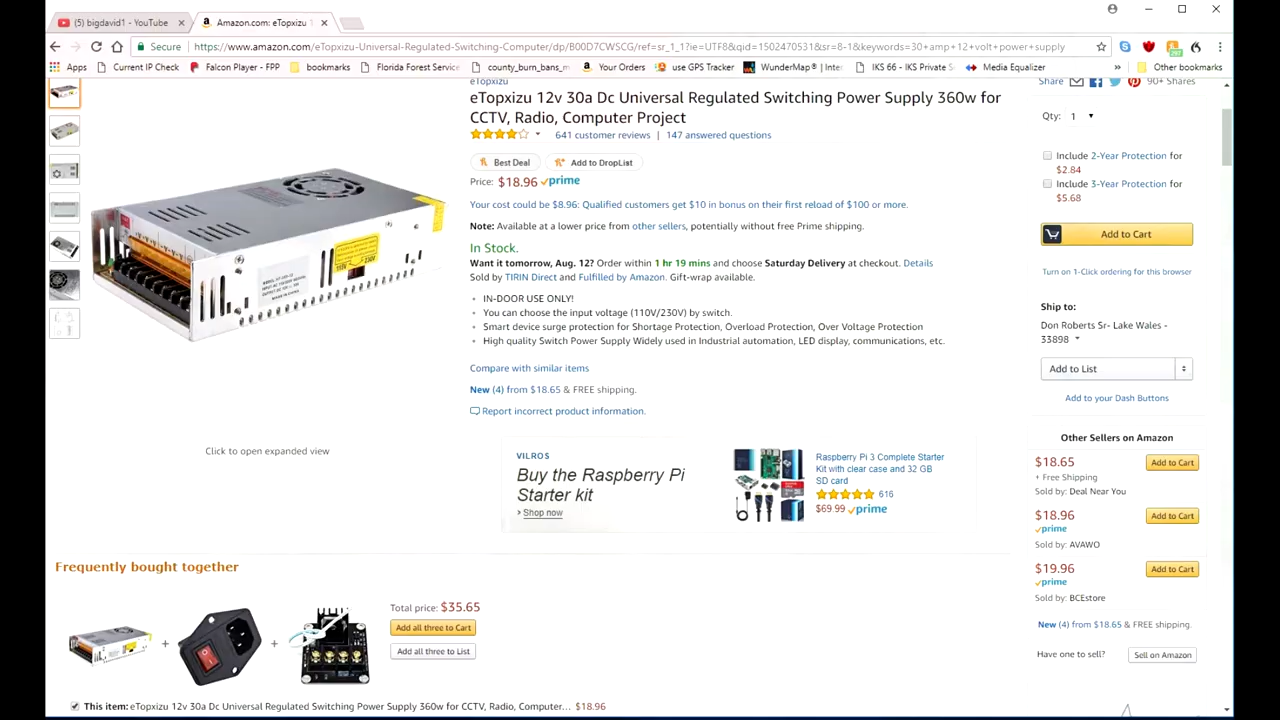 (5) bigdavid1 - YouTube
Amazon.com: eTopxizu 1
Secure
https://www.amazon.com/eTopxizu-Universal-Regulated-Switching-Computer/dp/B00D7CWSCG/ref=sr_1_1?ie=UTF8&qid=1502470531&sr=8-1&keywords=30+amp+12+volt+power+supply
Apps
Current IP Check
Falcon Player - FPP
bookmarks
Florida Forest Service
county_burn_bans_m
Your Orders
use GPS Tracker
WunderMap® | Inter
IKS 66 - IKS Private S
Media Equalizer
»
Other bookmarks
eTopxizu
eTopxizu 12v 30a Dc Universal Regulated Switching Power Supply 360w for
CCTV, Radio, Computer Project
641 customer reviews | 147 answered questions
Best Deal
Add to DropList
Price: $18.96 prime
Your cost could be $8.96: Qualified customers get $10 in bonus on their first reload of $100 or more.
Note: Available at a lower price from other sellers, potentially without free Prime shipping.
In Stock.
Want it tomorrow, Aug. 12? Order within 1 hr 19 mins and choose Saturday Delivery at checkout. Details
Sold by TIRIN Direct and Fulfilled by Amazon. Gift-wrap available.
• IN-DOOR USE ONLY!
• You can choose the input voltage (110V/230V) by switch.
• Smart device surge protection for Shortage Protection, Overload Protection, Over Voltage Protection
• High quality Switch Power Supply Widely used in Industrial automation, LED display, communications, etc.
Compare with similar items
New (4) from $18.65 & FREE shipping.
Report incorrect product information.
Click to open expanded view
VILROS
Buy the Raspberry Pi
Starter kit
› Shop now
Raspberry Pi 3 Complete Starter
Kit with clear case and 32 GB
SD card
616
$69.99 prime
Share
90+ Shares
Qty: 1
Include 2-Year Protection for
$2.84
Include 3-Year Protection for
$5.68
Add to Cart
Turn on 1-Click ordering for this browser
Ship to:
Don Roberts Sr- Lake Wales -
33898
Add to List
Add to your Dash Buttons
Other Sellers on Amazon
$18.65
Add to Cart
+ Free Shipping
Sold by: Deal Near You
$18.96
Add to Cart
prime
Sold by: AVAWO
$19.96
Add to Cart
prime
Sold by: BCEstore
New (4) from $18.65 & FREE shipping.
Have one to sell?
Sell on Amazon
Frequently bought together
Total price: $35.65
Add all three to Cart
Add all three to List
+
+
This item: eTopxizu 12v 30a Dc Universal Regulated Switching Power Supply 360w for CCTV, Radio, Computer… $18.96